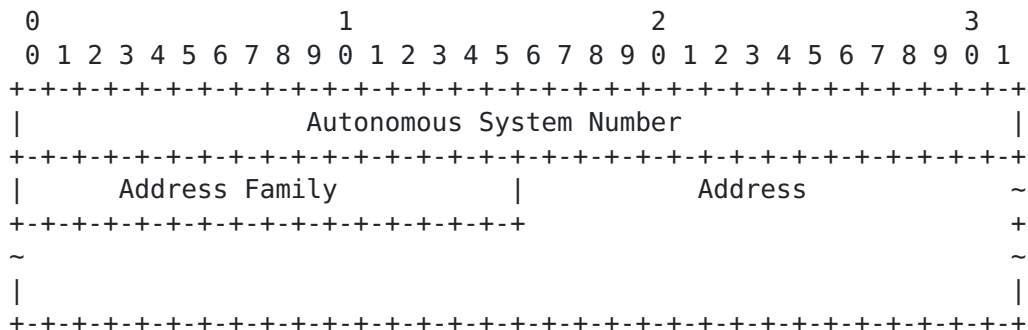 0                   1                   2                   3
0 1 2 3 4 5 6 7 8 9 0 1 2 3 4 5 6 7 8 9 0 1 2 3 4 5 6 7 8 9 0 1
+-+-+-+-+-+-+-+-+-+-+-+-+-+-+-+-+-+-+-+-+-+-+-+-+-+-+-+-+-+-+-+-+
|                  Autonomous System Number                     |
+-+-+-+-+-+-+-+-+-+-+-+-+-+-+-+-+-+-+-+-+-+-+-+-+-+-+-+-+-+-+-+-+
|      Address Family           |           Address             ~
+-+-+-+-+-+-+-+-+-+-+-+-+-+-+-+-+                               +
~                                                               ~
|                                                               |
+-+-+-+-+-+-+-+-+-+-+-+-+-+-+-+-+-+-+-+-+-+-+-+-+-+-+-+-+-+-+-+-+